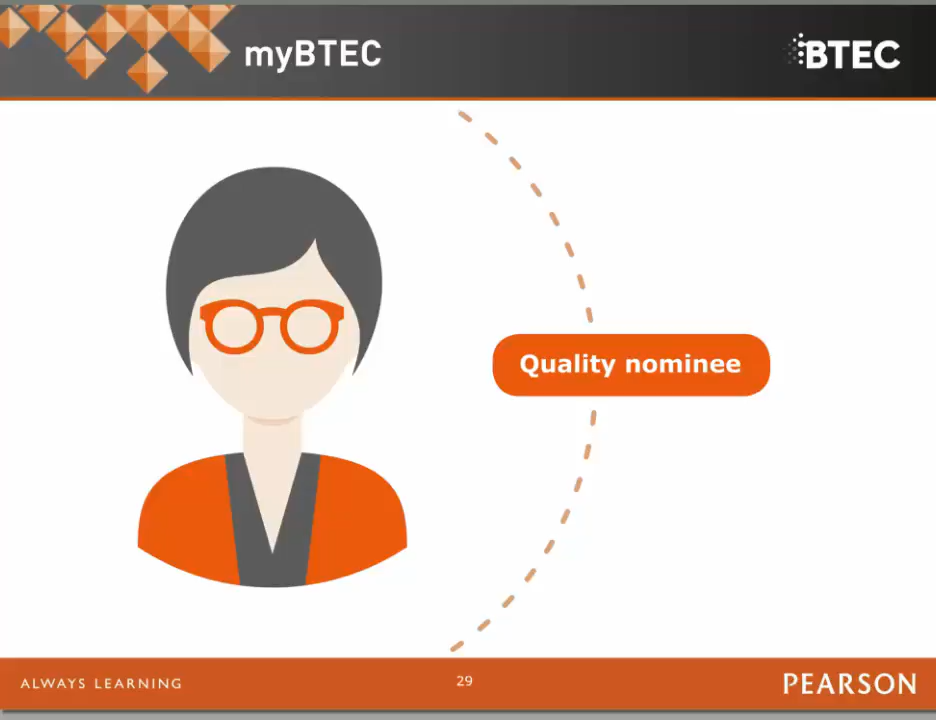 myBTEC
BTEC
Quality nominee
ALWAYS LEARNING
29
PEARSON